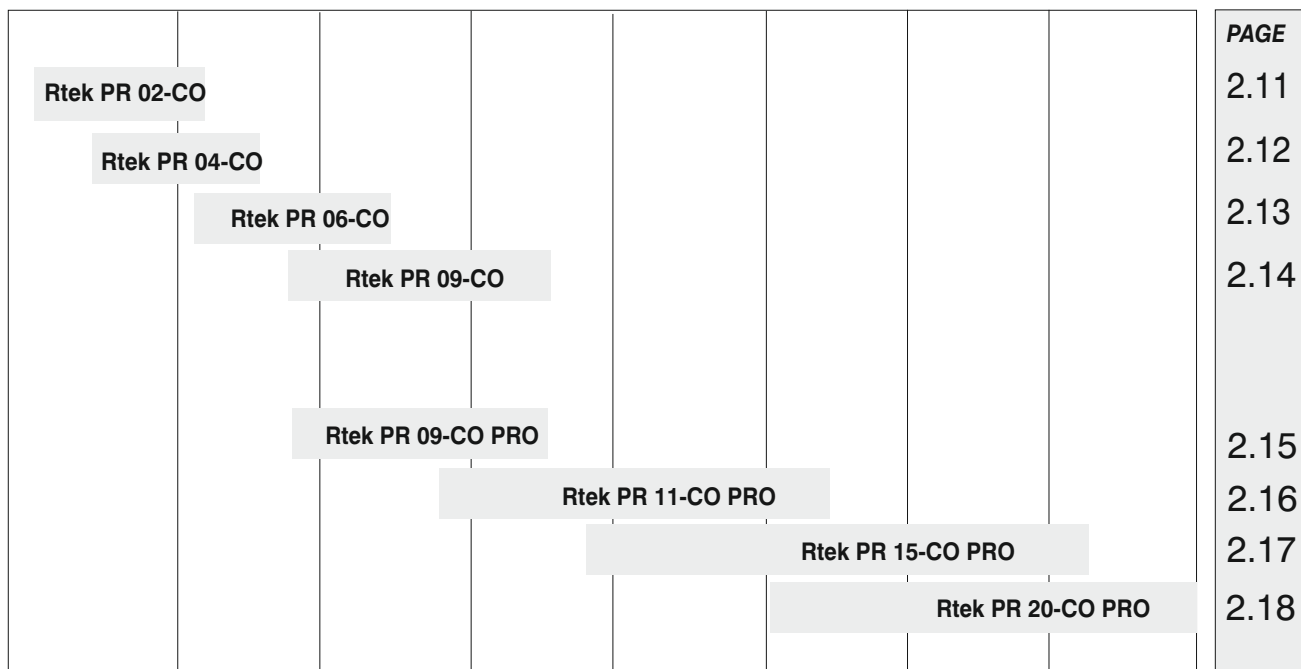 PAGE
Rtek PR 02-CO 2.11
Rtek PR 04-CO 2.12
Rtek PR 06-CO 2.13
Rtek PR 09-CO 2.14
Rtek PR 09-CO PRO 2.15
Rtek PR 11-CO PRO 2.16
Rtek PR 15-CO PRO 2.17
Rtek PR 20-CO PRO 2.18